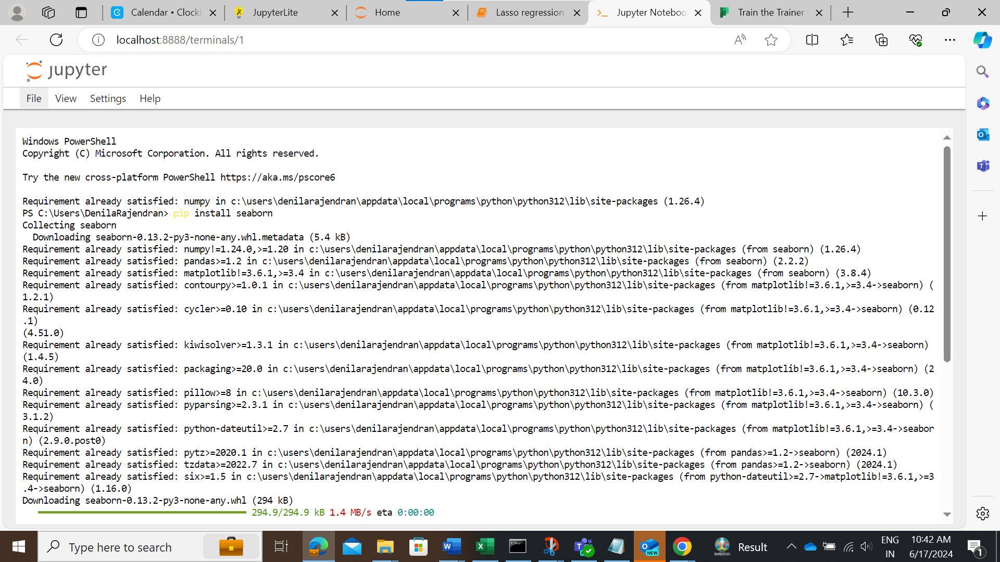 Calendar • Clocki
JupyterLite
Home
Lasso regression
Jupyter Noteboo
Train the Trainer
localhost:8888/terminals/1
jupyter
File View Settings Help
Windows PowerShell
Copyright (C) Microsoft Corporation. All rights reserved.
Try the new cross-platform PowerShell https://aka.ms/pscore6
Requirement already satisfied: numpy in c:\users\denilarajendran\appdata\local\programs\python\python312\lib\site-packages (1.26.4)
PS C:\Users\DenilaRajendran> pip install seaborn
Collecting seaborn
Downloading seaborn-0.13.2-py3-none-any.whl.metadata (5.4 kB)
Requirement already satisfied: numpy!=1.24.0,>=1.20 in c:\users\denilarajendran\appdata\local\programs\python\python312\lib\site-packages (from seaborn) (1.26.4)
Requirement already satisfied: pandas>=1.2 in c:\users\denilarajendran\appdata\local\programs\python\python312\lib\site-packages (from seaborn) (2.2.2)
Requirement already satisfied: matplotlib!=3.6.1,>=3.4 in c:\users\denilarajendran\appdata\local\programs\python\python312\lib\site-packages (from seaborn) (3.8.4)
Requirement already satisfied: contourpy>=1.0.1 in c:\users\denilarajendran\appdata\local\programs\python\python312\lib\site-packages (from matplotlib!=3.6.1,>=3.4->seaborn) (
1.2.1)
Requirement already satisfied: cycler>=0.10 in c:\users\denilarajendran\appdata\local\programs\python\python312\lib\site-packages (from matplotlib!=3.6.1,>=3.4->seaborn) (0.12
.1)
(4.51.0)
Requirement already satisfied: kiwisolver>=1.3.1 in c:\users\denilarajendran\appdata\local\programs\python\python312\lib\site-packages (from matplotlib!=3.6.1,>=3.4->seaborn)
(1.4.5)
Requirement already satisfied: packaging>=20.0 in c:\users\denilarajendran\appdata\local\programs\python\python312\lib\site-packages (from matplotlib!=3.6.1,>=3.4->seaborn) (2
4.0)
Requirement already satisfied: pillow>=8 in c:\users\denilarajendran\appdata\local\programs\python\python312\lib\site-packages (from matplotlib!=3.6.1,>=3.4->seaborn) (10.3.0)
Requirement already satisfied: pyparsing>=2.3.1 in c:\users\denilarajendran\appdata\local\programs\python\python312\lib\site-packages (from matplotlib!=3.6.1,>=3.4->seaborn) (
3.1.2)
Requirement already satisfied: python-dateutil>=2.7 in c:\users\denilarajendran\appdata\local\programs\python\python312\lib\site-packages (from matplotlib!=3.6.1,>=3.4->seabor
n) (2.9.0.post0)
Requirement already satisfied: pytz>=2020.1 in c:\users\denilarajendran\appdata\local\programs\python\python312\lib\site-packages (from pandas>=1.2->seaborn) (2024.1)
Requirement already satisfied: tzdata>=2022.7 in c:\users\denilarajendran\appdata\local\programs\python\python312\lib\site-packages (from pandas>=1.2->seaborn) (2024.1)
Requirement already satisfied: six>=1.5 in c:\users\denilarajendran\appdata\local\programs\python\python312\lib\site-packages (from python-dateutil>=2.7->matplotlib!=3.6.1,>=3
.4->seaborn) (1.16.0)
Downloading seaborn-0.13.2-py3-none-any.whl (294 kB)
294.9/294.9 kB 1.4 MB/s eta 0:00:00
Type here to search
Result
ENG
IN
10:42 AM
6/17/2024
1